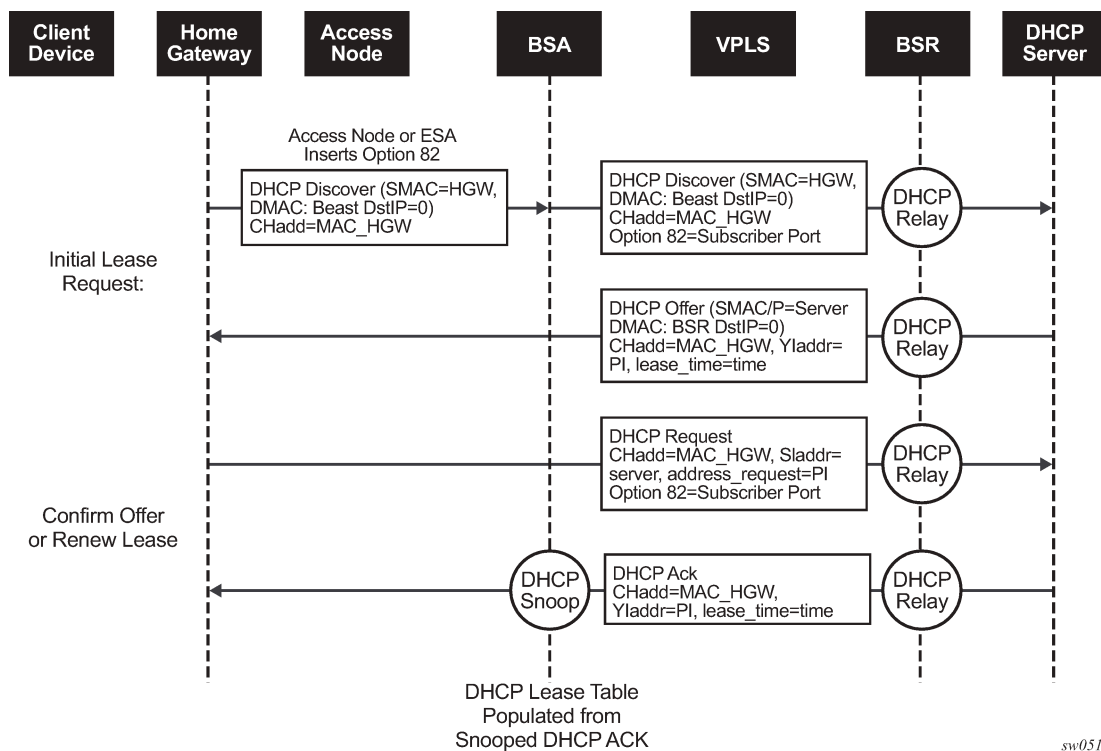 Client
Device
Home
Gateway
Access
Node
BSA
VPLS
BSR
DHCP
Server
Access Node or ESA
Inserts Option 82
DHCP Discover (SMAC=HGW,
DMAC: Beast DstIP=0)
CHadd=MAC_HGW
DHCP Discover (SMAC=HGW,
DMAC: Beast DstIP=0)
CHadd=MAC_HGW
Option 82=Subscriber Port
DHCP
Relay
Initial Lease
Request:
DHCP Offer (SMAC/P=Server
DMAC: BSR DstIP=0)
CHadd=MAC_HGW, YIaddr=
PI, lease_time=time
DHCP
Relay
DHCP Request
CHadd=MAC_HGW, SIaddr=
server, address_request=PI
Option 82=Subscriber Port
DHCP
Relay
Confirm Offer
or Renew Lease
DHCP
Snoop
DHCP Ack
CHadd=MAC_HGW,
YIaddr=PI, lease_time=time
DHCP
Relay
DHCP Lease Table
Populated from
Snooped DHCP ACK
sw051